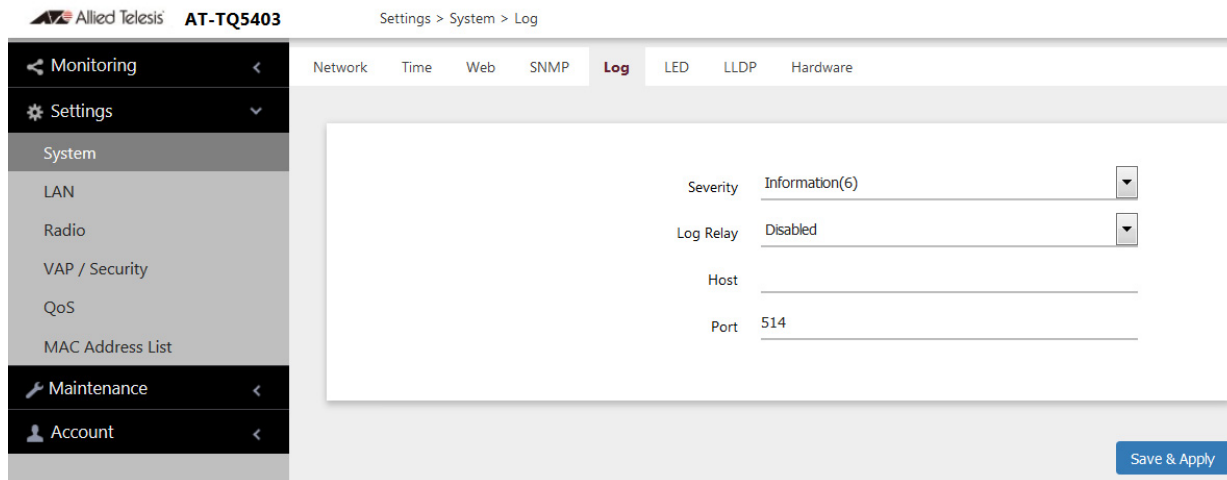 Allied Telesis AT-TQ5403
Settings > System > Log
Monitoring
Settings
System
LAN
Radio
VAP / Security
QoS
MAC Address List
Maintenance
Account
Network Time Web SNMP Log LED LLDP Hardware
Severity Information(6)
Log Relay Disabled
Host
Port 514
Save & Apply